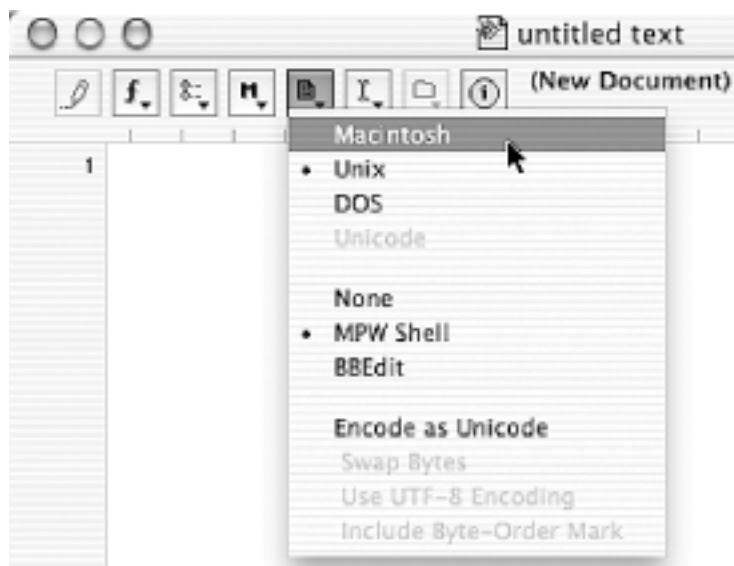 untitled text
(New Document)
1
Macintosh
• Unix
DOS
Unicode
None
• MPW Shell
BBEdit
Encode as Unicode
Swap Bytes
Use UTF-8 Encoding
Include Byte-Order Mark